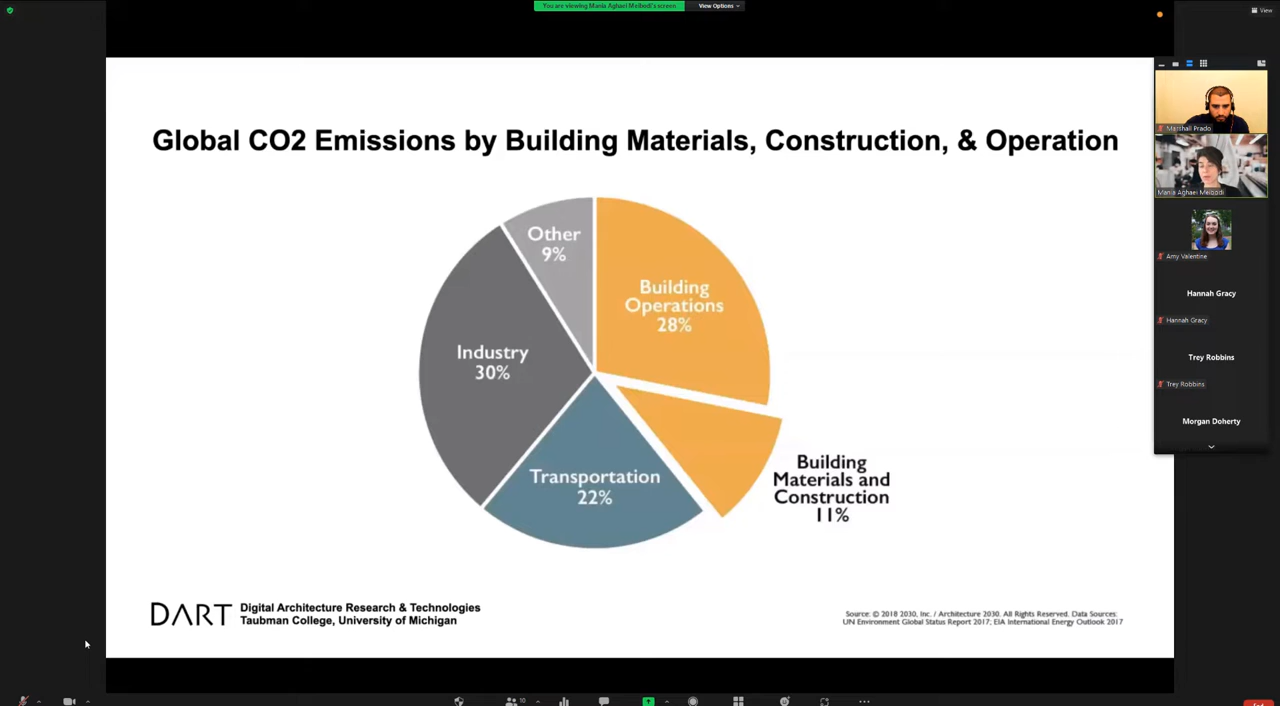 You are viewing Mania Aghaei Meibodi's screen
View Options
View
Global CO2 Emissions by Building Materials, Construction, & Operation
Other
9%
Building
Operations
28%
Industry
30%
Transportation
22%
Building
Materials and
Construction
11%
DART
Digital Architecture Research & Technologies
Taubman College, University of Michigan
Source: © 2018 2030, Inc. / Architecture 2030. All Rights Reserved. Data Sources:
UN Environment Global Status Report 2017; EIA International Energy Outlook 2017
Marshall Prado
Mania Aghaei Meibodi
Amy Valentine
Hannah Gracy
Hannah Gracy
Trey Robbins
Trey Robbins
Morgan Doherty
10